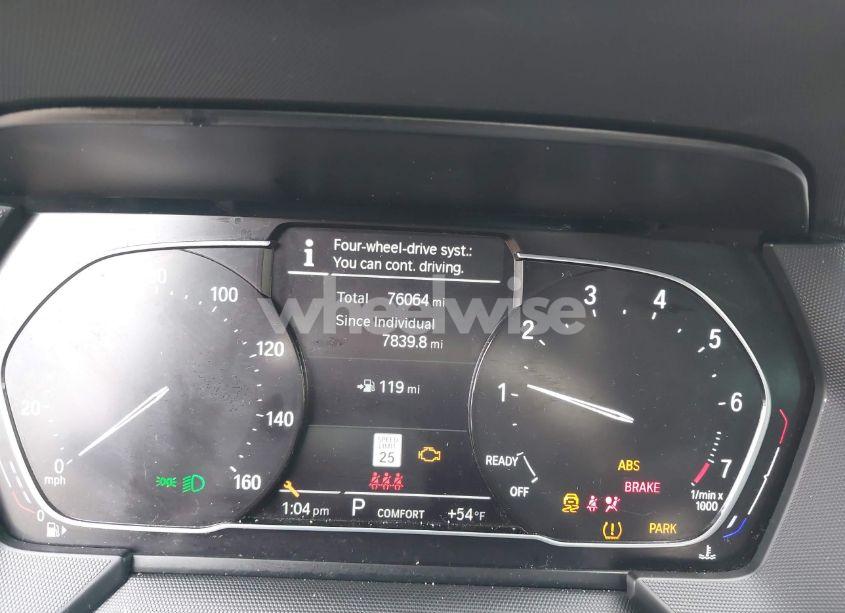 Four-wheel-drive syst.:
You can cont. driving.
Total 76064 mi
Since Individual
7839.8 mi
wheelwise
119 mi
SPEED
LIMIT
25
1:04 pm P COMFORT +54°F
0
20
100
120
140
160
mph
0
1
2
3
4
5
6
7
1/min x
1000
READY
OFF
ABS
BRAKE
PARK